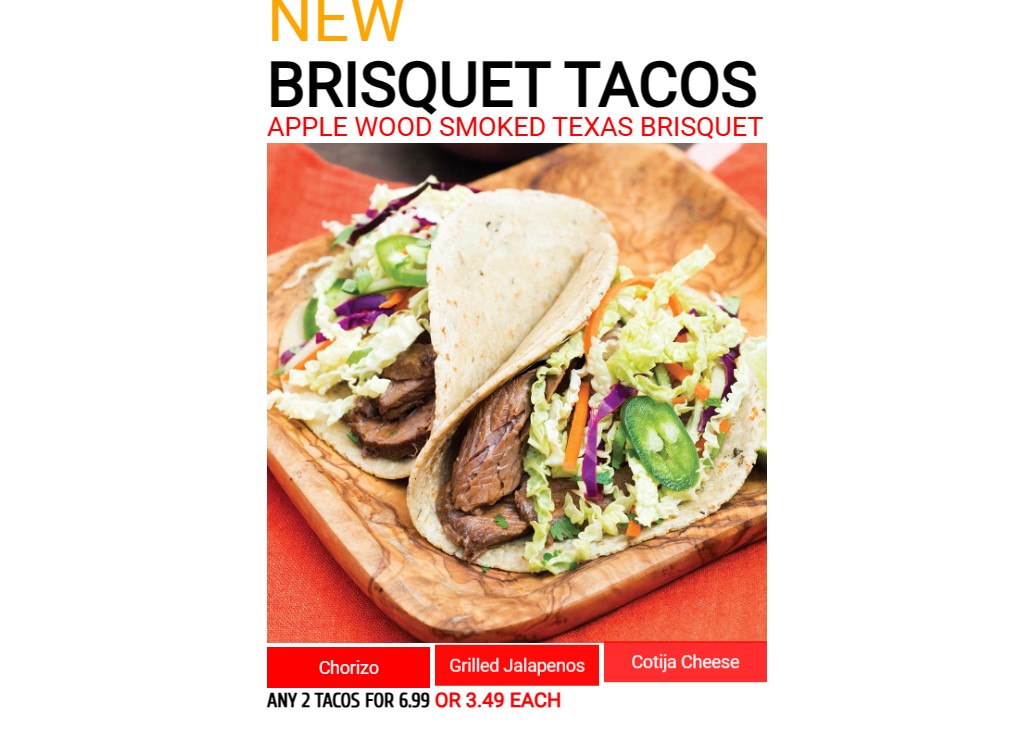 NEW
BRISQUET TACOS
APPLE WOOD SMOKED TEXAS BRISQUET
Chorizo
Grilled Jalapenos
Cotija Cheese
ANY 2 TACOS FOR 6.99 OR 3.49 EACH